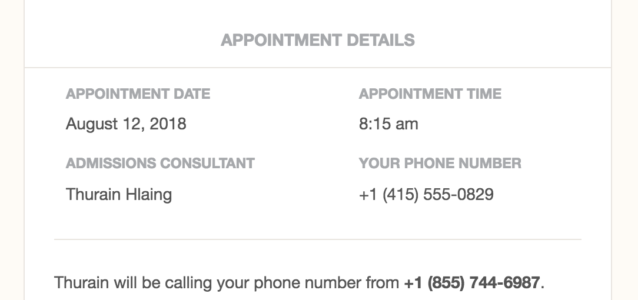 APPOINTMENT DETAILS
APPOINTMENT DATE
August 12, 2018
APPOINTMENT TIME
8:15 am
ADMISSIONS CONSULTANT
Thurain Hlaing
YOUR PHONE NUMBER
+1 (415) 555-0829
Thurain will be calling your phone number from +1 (855) 744-6987.